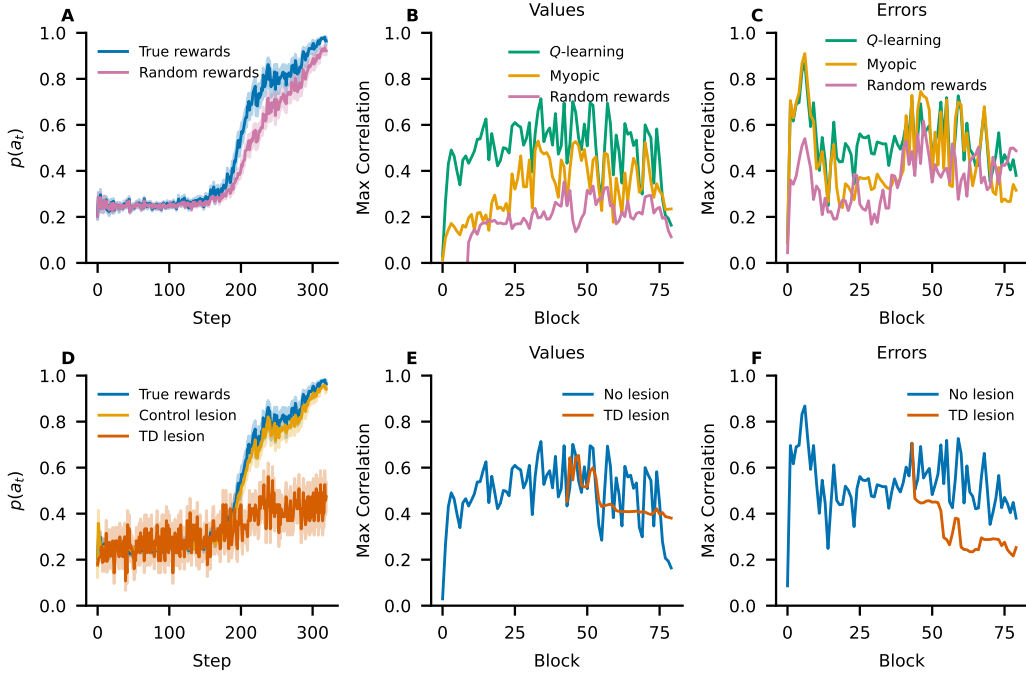 A
1.0
0.8
0.6
0.4
0.2
0.0
p(aₜ)
True rewards
Random rewards
0
100
200
300
Step
B
Values
1.0
0.8
0.6
0.4
0.2
0.0
Max Correlation
Q-learning
Myopic
Random rewards
0
25
50
75
Block
C
Errors
1.0
0.8
0.6
0.4
0.2
0.0
Max Correlation
Q-learning
Myopic
Random rewards
0
25
50
75
Block
D
1.0
0.8
0.6
0.4
0.2
0.0
p(aₜ)
True rewards
Control lesion
TD lesion
0
100
200
300
Step
E
Values
1.0
0.8
0.6
0.4
0.2
0.0
Max Correlation
No lesion
TD lesion
0
25
50
75
Block
F
Errors
1.0
0.8
0.6
0.4
0.2
0.0
Max Correlation
No lesion
TD lesion
0
25
50
75
Block